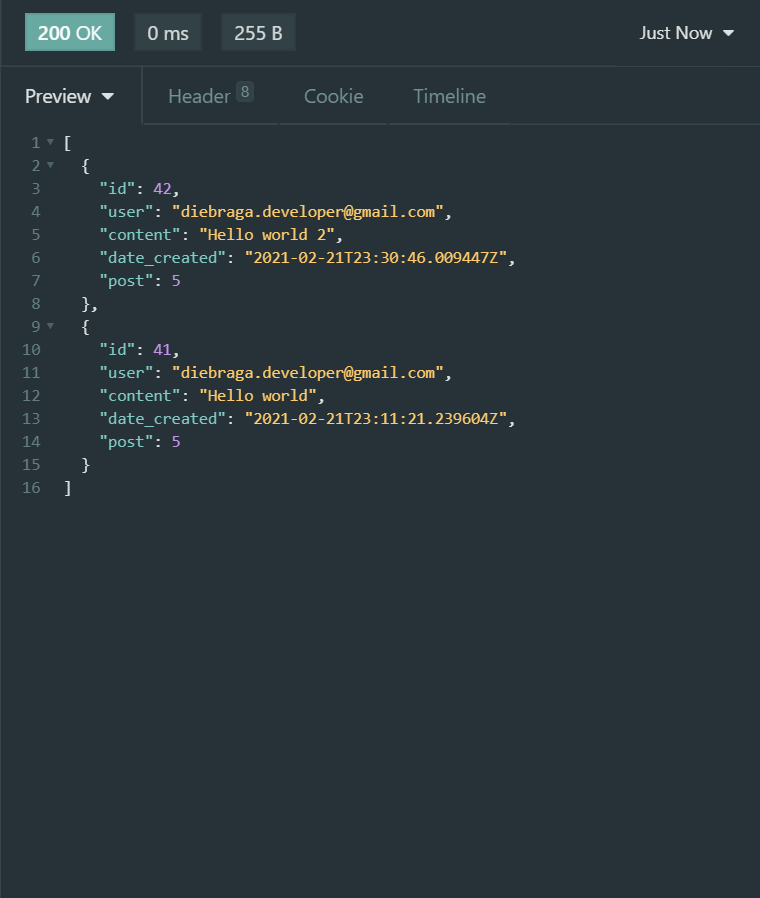 200 OK 0 ms 255 B Just Now
Preview Header 8 Cookie Timeline
1 [
2 {
3 "id": 42,
4 "user": "diebraga.developer@gmail.com",
5 "content": "Hello world 2",
6 "date_created": "2021-02-21T23:30:46.009447Z",
7 "post": 5
8 },
9 {
10 "id": 41,
11 "user": "diebraga.developer@gmail.com",
12 "content": "Hello world",
13 "date_created": "2021-02-21T23:11:21.239604Z",
14 "post": 5
15 }
16 ]